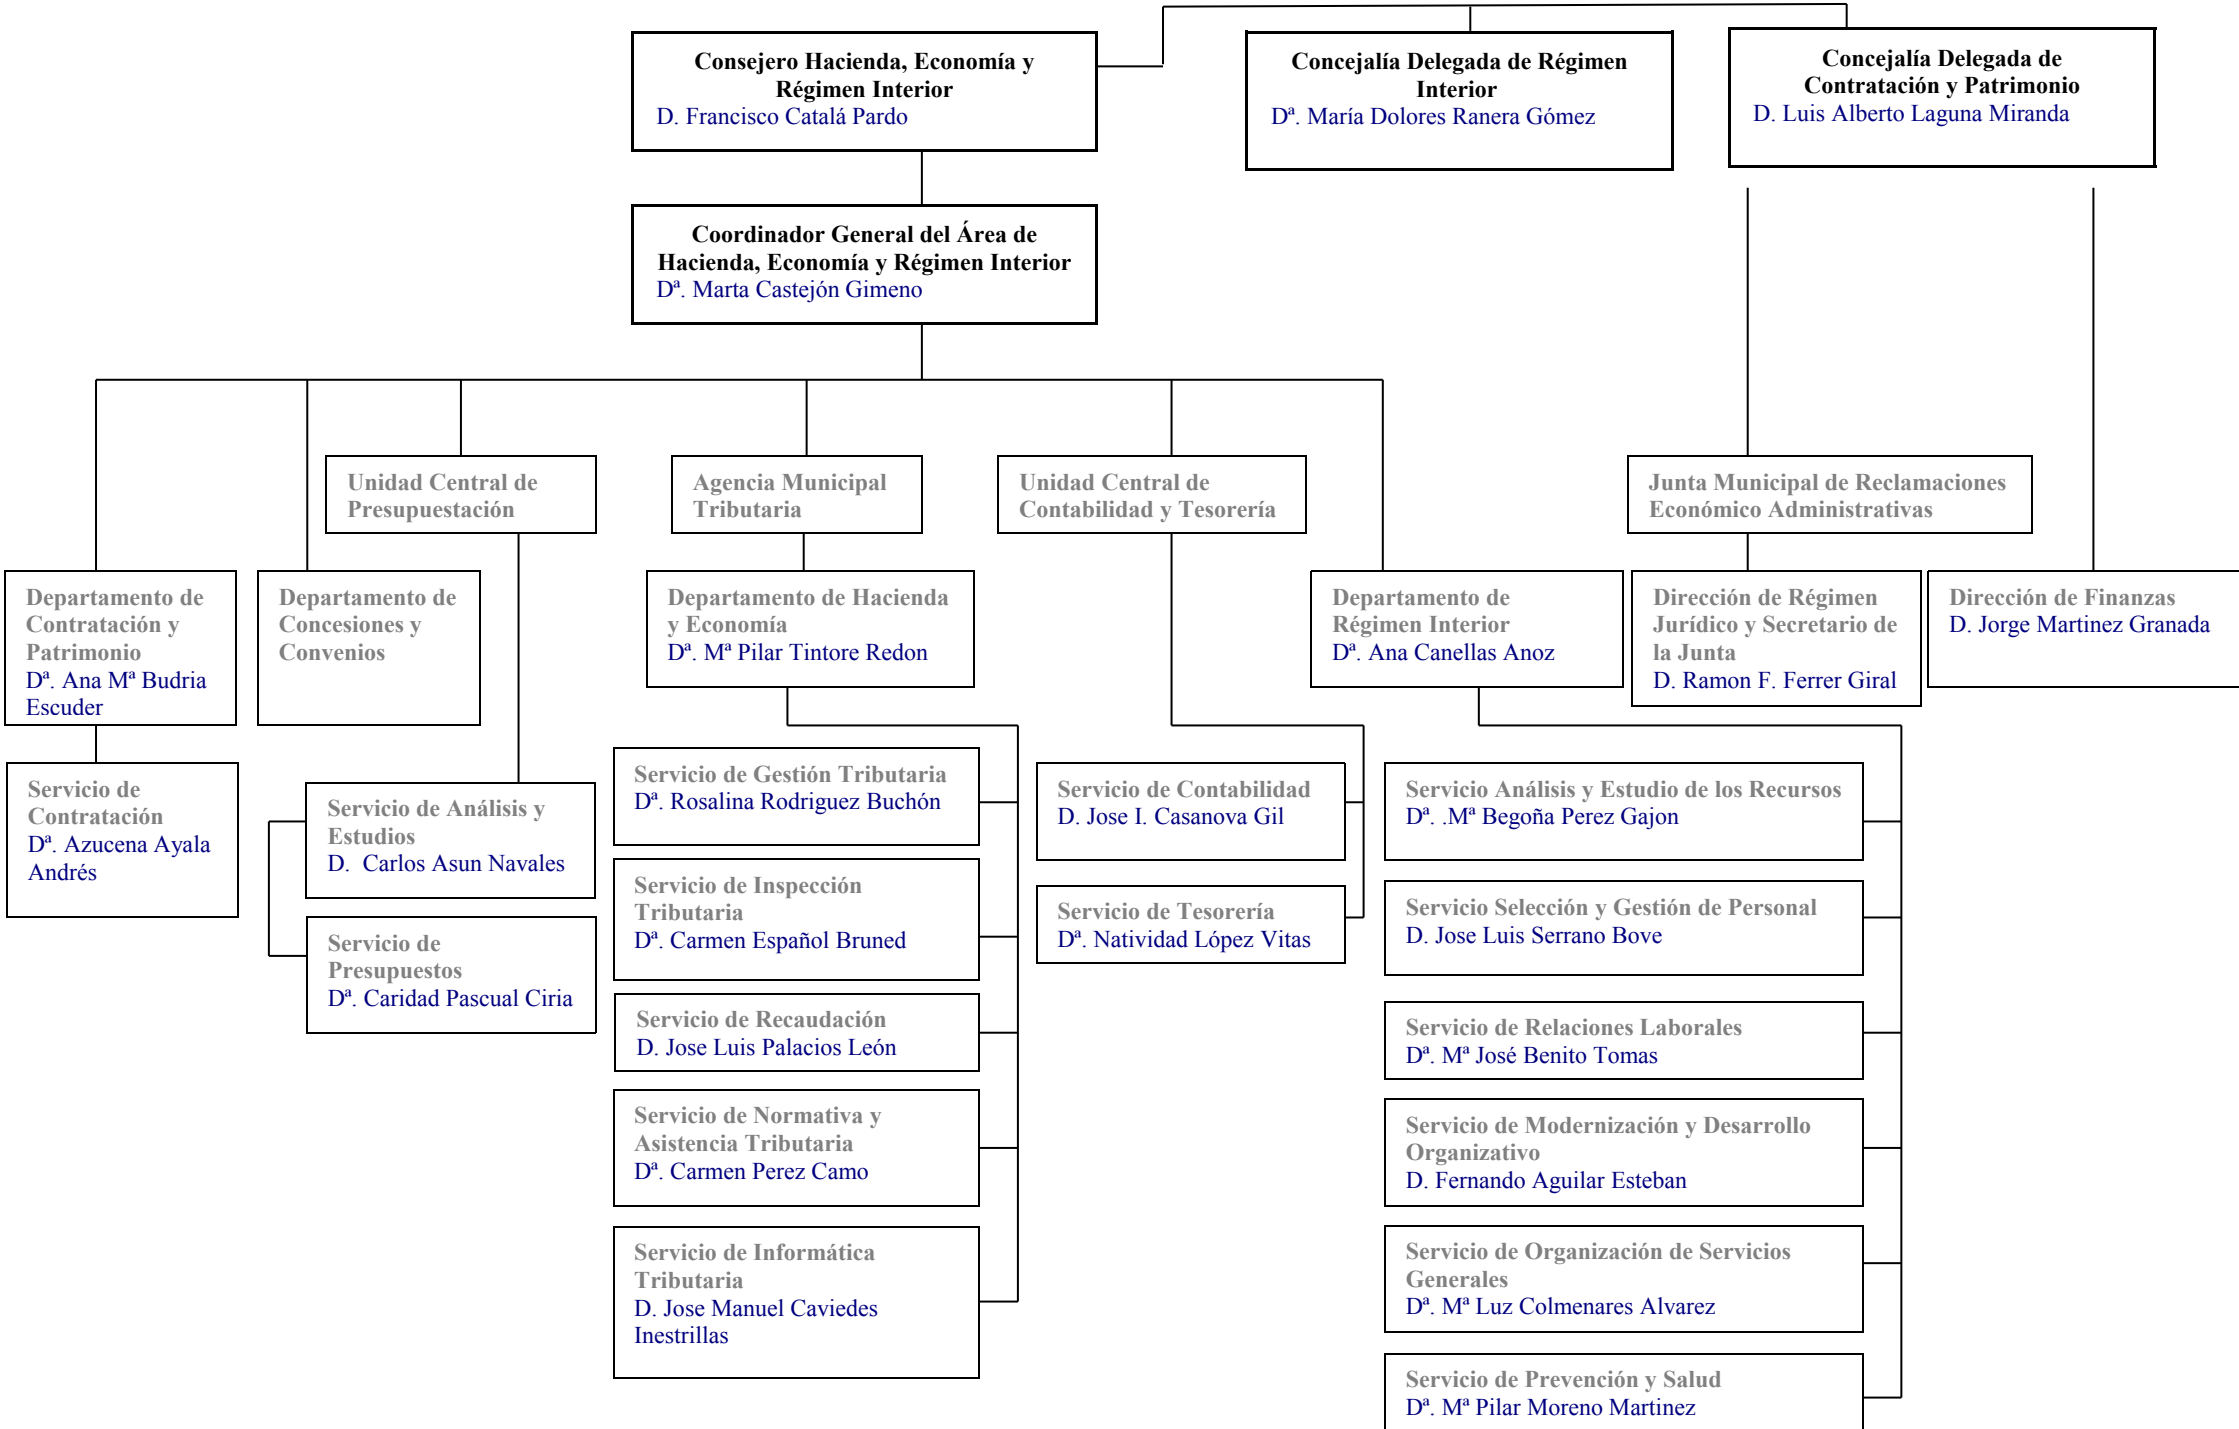 Consejero Hacienda, Economía y
Régimen Interior
D. Francisco Catalá Pardo
Concejalía Delegada de Régimen
Interior
Dª. María Dolores Ranera Gómez
Concejalía Delegada de
Contratación y Patrimonio
D. Luis Alberto Laguna Miranda
Coordinador General del Área de
Hacienda, Economía y Régimen Interior
Dª. Marta Castejón Gimeno
Unidad Central de
Presupuestación
Agencia Municipal
Tributaria
Unidad Central de
Contabilidad y Tesorería
Junta Municipal de Reclamaciones
Económico Administrativas
Departamento de
Contratación y
Patrimonio
Dª. Ana Mª Budria
Escuder
Departamento de
Concesiones y
Convenios
Departamento de Hacienda
y Economía
Dª. Mª Pilar Tintore Redon
Departamento de
Régimen Interior
Dª. Ana Canellas Anoz
Dirección de Régimen
Jurídico y Secretario de
la Junta
D. Ramon F. Ferrer Giral
Dirección de Finanzas
D. Jorge Martinez Granada
Servicio de
Contratación
Dª. Azucena Ayala
Andrés
Servicio de Análisis y
Estudios
D.  Carlos Asun Navales
Servicio de
Presupuestos
Dª. Caridad Pascual Ciria
Servicio de Gestión Tributaria
Dª. Rosalina Rodriguez Buchón
Servicio de Inspección
Tributaria
Dª. Carmen Español Bruned
Servicio de Recaudación
D. Jose Luis Palacios León
Servicio de Normativa y
Asistencia Tributaria
Dª. Carmen Perez Camo
Servicio de Informática
Tributaria
D. Jose Manuel Caviedes
Inestrillas
Servicio de Contabilidad
D. Jose I. Casanova Gil
Servicio de Tesorería
Dª. Natividad López Vitas
Servicio Análisis y Estudio de los Recursos
Dª. .Mª Begoña Perez Gajon
Servicio Selección y Gestión de Personal
D. Jose Luis Serrano Bove
Servicio de Relaciones Laborales
Dª. Mª José Benito Tomas
Servicio de Modernización y Desarrollo
Organizativo
D. Fernando Aguilar Esteban
Servicio de Organización de Servicios
Generales
Dª. Mª Luz Colmenares Alvarez
Servicio de Prevención y Salud
Dª. Mª Pilar Moreno Martinez